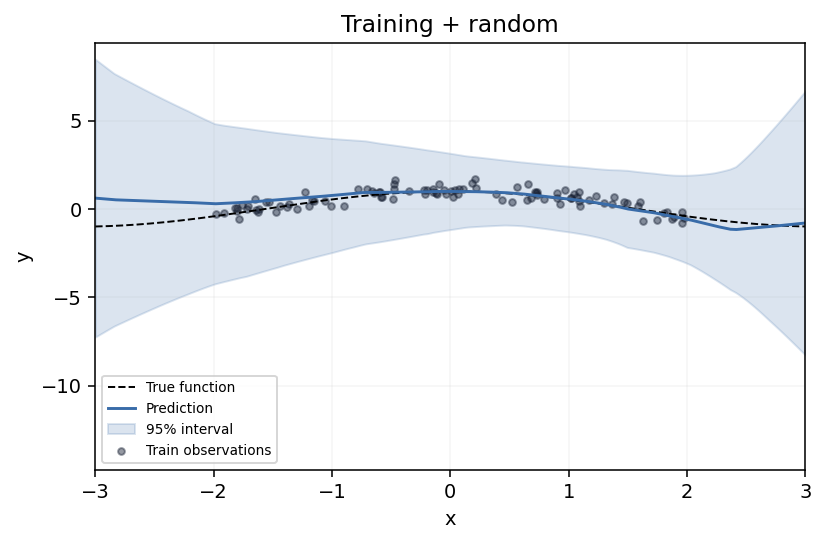 Training + random
5
0
−5
−10
y
True function
Prediction
95% interval
Train observations
−3 −2 −1 0 1 2 3
x